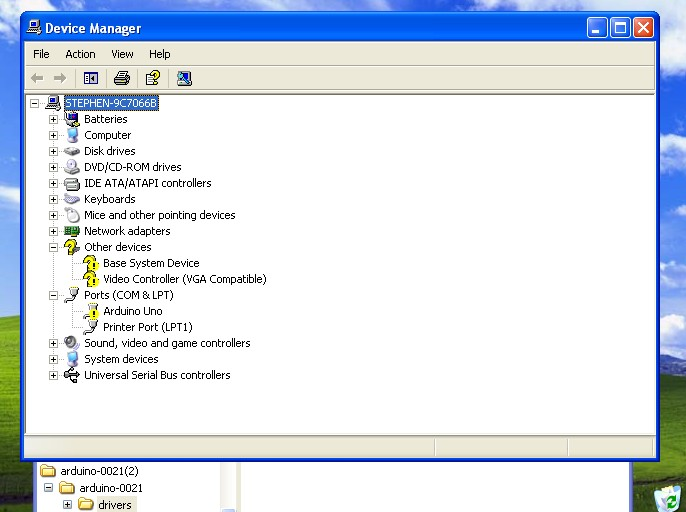 Device Manager
File Action View Help
STEPHEN-9C7066B
Batteries
Computer
Disk drives
DVD/CD-ROM drives
IDE ATA/ATAPI controllers
Keyboards
Mice and other pointing devices
Network adapters
Other devices
Base System Device
Video Controller (VGA Compatible)
Ports (COM & LPT)
Arduino Uno
Printer Port (LPT1)
Sound, video and game controllers
System devices
Universal Serial Bus controllers
arduino-0021(2)
arduino-0021
drivers